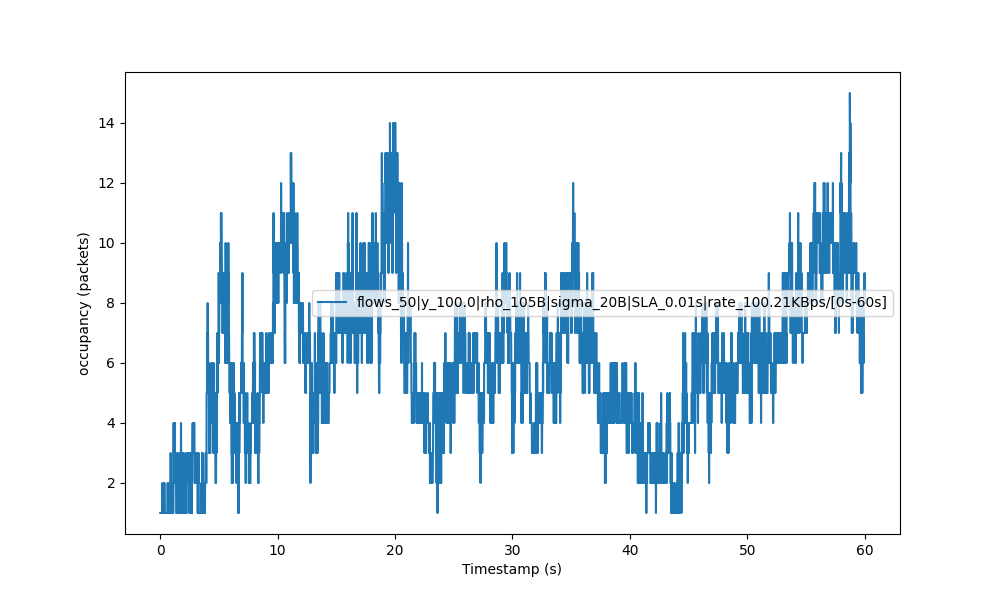 14
12
10
8
6
4
2
occupancy (packets)
flows_50|y_100.0|rho_105B|sigma_20B|SLA_0.01s|rate_100.21KBps/[0s-60s]
0 10 20 30 40 50 60
Timestamp (s)